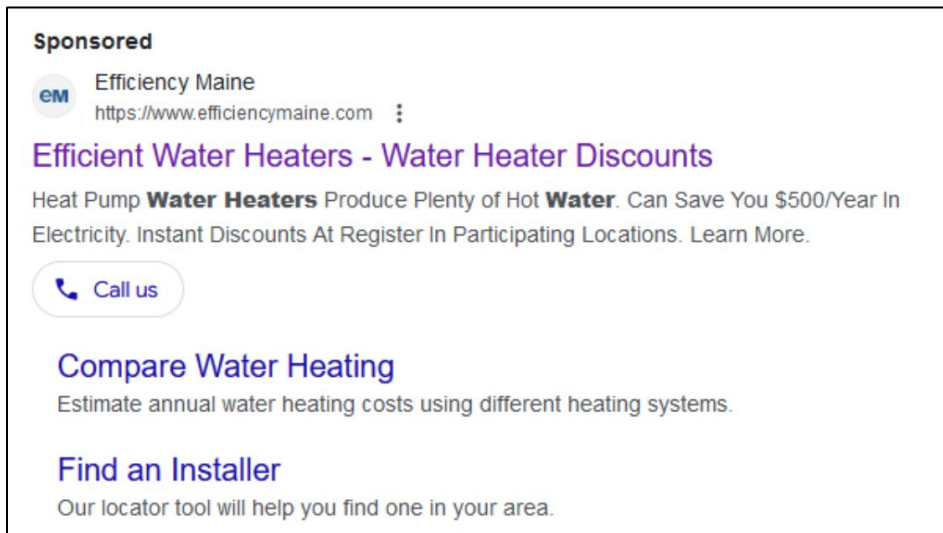 Sponsored
eM
Efficiency Maine
https://www.efficiencymaine.com
Efficient Water Heaters - Water Heater Discounts
Heat Pump Water Heaters Produce Plenty of Hot Water. Can Save You $500/Year In
Electricity. Instant Discounts At Register In Participating Locations. Learn More.
Call us
Compare Water Heating
Estimate annual water heating costs using different heating systems.
Find an Installer
Our locator tool will help you find one in your area.